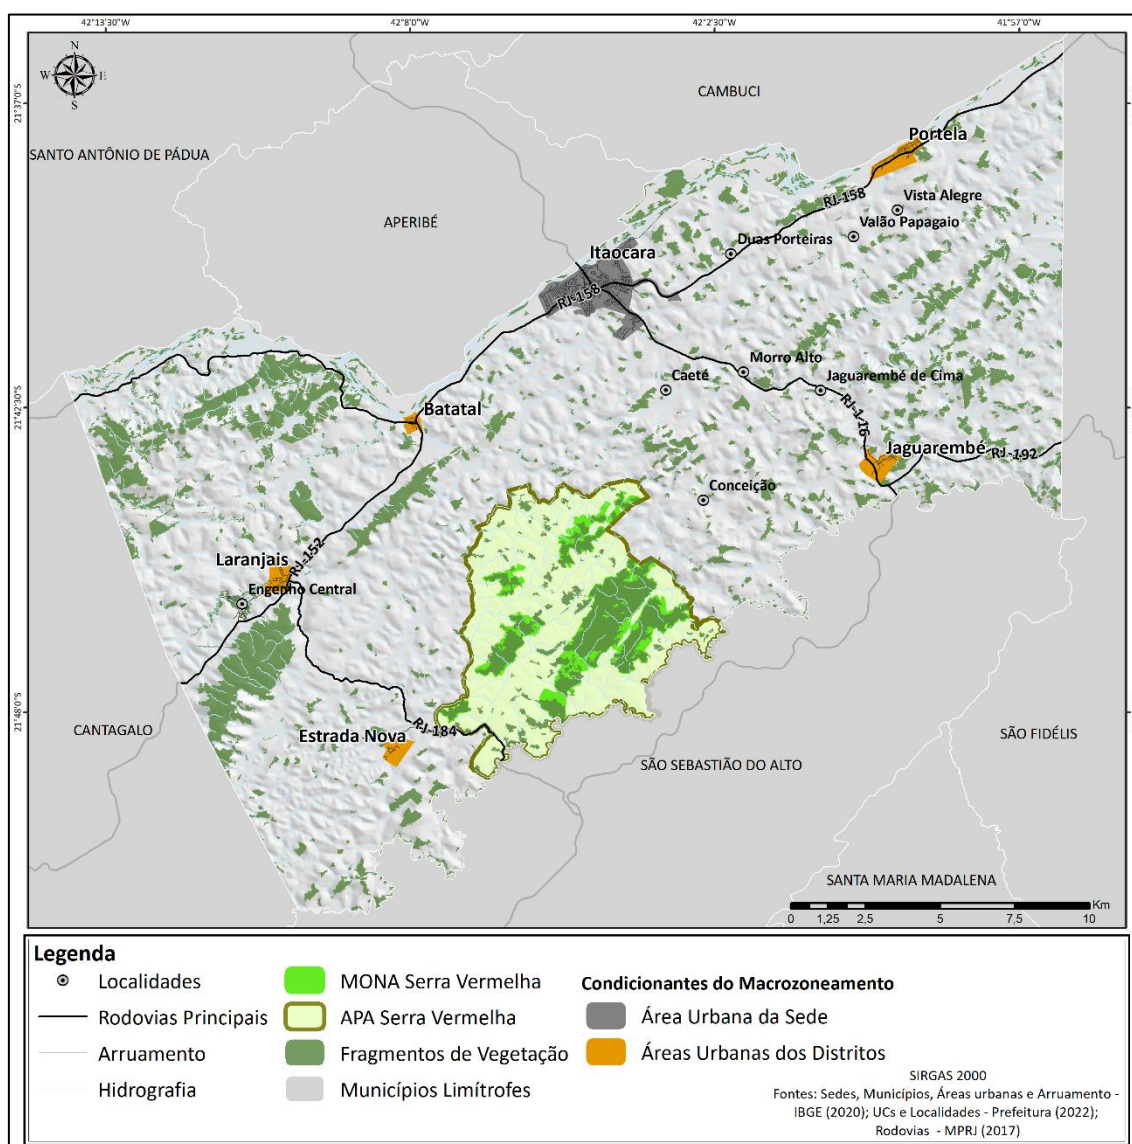 42°13'30"W 42°8'0"W 42°2'30"W 41°57'0"W
N
W E
S
21°37'0"S
CAMBUCI
Portela
SANTO ANTÔNIO DE PÁDUA
RJ-158
Vista Alegre
APERIBÉ
Valão Papagaio
Duas Porteiras
Itaocara
RJ-158
Morro Alto
Caeté
Jaguarembé de Cima
21°42'30"S
Batatal
RJ-1-16
Jaguarembé
RJ-192
Conceição
Laranjais
RJ-152
Engenho Central
21°48'0"S
CANTAGALO
RJ-184
Estrada Nova
SÃO FIDÉLIS
SÃO SEBASTIÃO DO ALTO
SANTA MARIA MADALENA
Km
0 1,25 2,5 5 7,5 10
Legenda
Localidades
Rodovias Principais
Arruamento
Hidrografia
MONA Serra Vermelha
APA Serra Vermelha
Fragmentos de Vegetação
Municípios Limítrofes
Condicionantes do Macrozoneamento
Área Urbana da Sede
Áreas Urbanas dos Distritos
SIRGAS 2000
Fontes: Sedes, Municípios, Áreas urbanas e Arruamento -
IBGE (2020); UCs e Localidades - Prefeitura (2022);
Rodovias - MPRJ (2017)